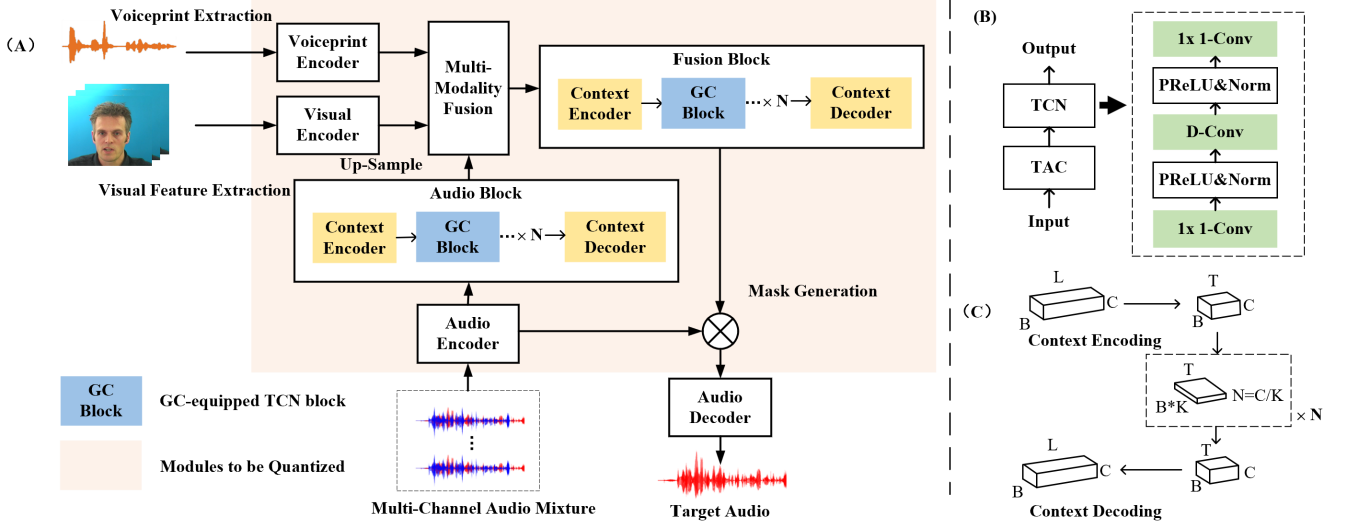 (A)
Voiceprint Extraction
Voiceprint
Encoder
Visual
Encoder
Visual Feature Extraction
Up-Sample
Multi-
Modality
Fusion
Fusion Block
Context
Encoder
GC
Block
...× N
Context
Decoder
Audio Block
Context
Encoder
GC
Block
...× N
Context
Decoder
Mask Generation
Audio
Encoder
Audio
Decoder
GC
Block
GC-equipped TCN block
Modules to be Quantized
⋮
Multi-Channel Audio Mixture
Target Audio
(B)
Output
TCN
TAC
Input
1x 1-Conv
PReLU&Norm
D-Conv
PReLU&Norm
1x 1-Conv
(C)
L
C
B
T
C
B
Context Encoding
T
B*K
N=C/K
× N
L
C
B
T
C
B
Context Decoding